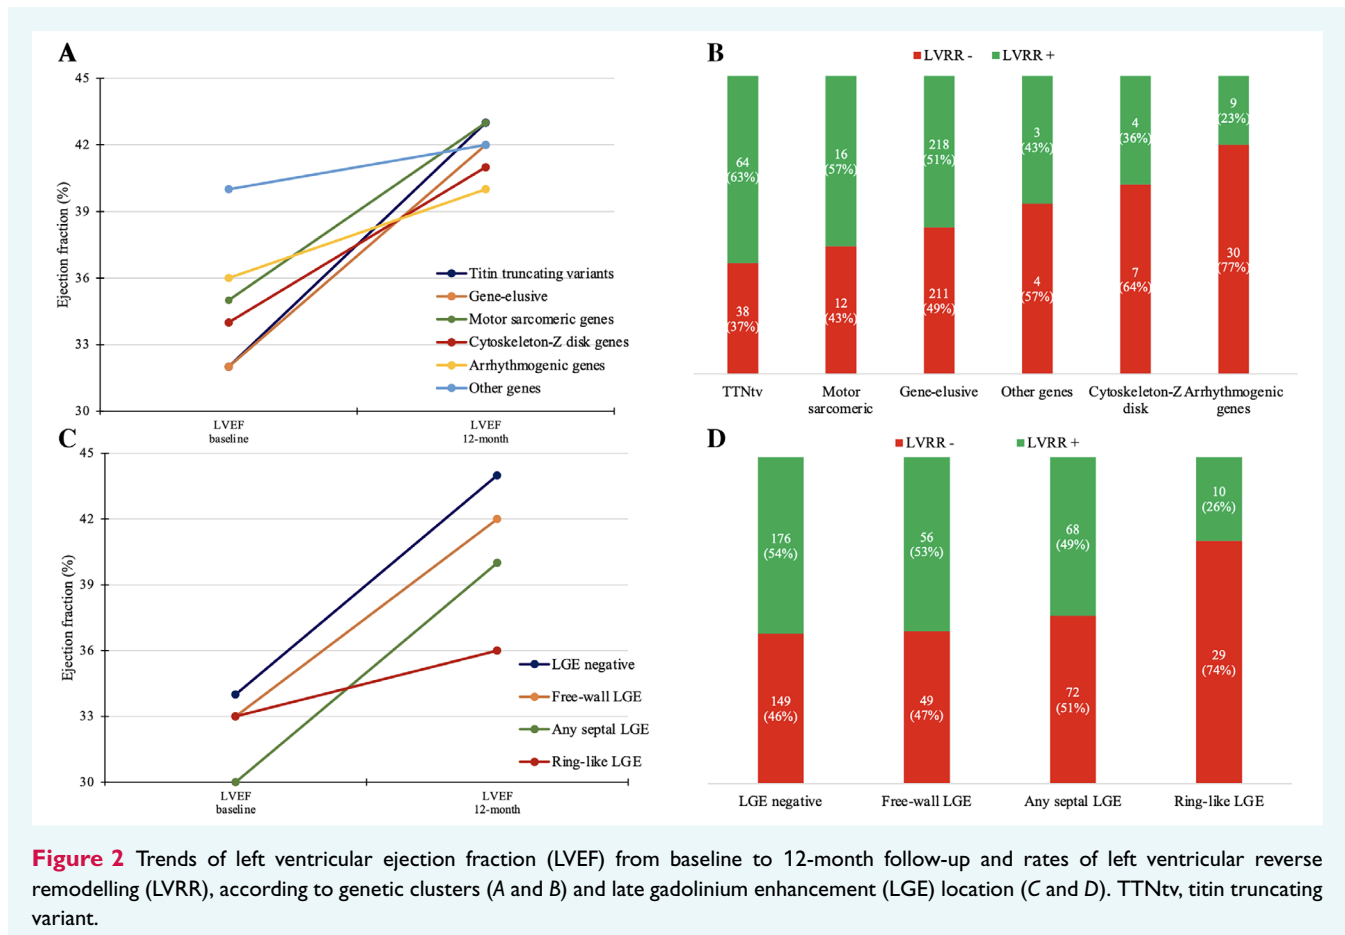 A
45
42
39
36
33
30
Ejection fraction (%)
Titin truncating variants
Gene-elusive
Motor sarcomeric genes
Cytoskeleton-Z disk genes
Arrhythmogenic genes
Other genes
LVEF
baseline
LVEF
12-month
B
LVRR - LVRR +
64
(63%)
38
(37%)
16
(57%)
12
(43%)
218
(51%)
211
(49%)
3
(43%)
4
(57%)
4
(36%)
7
(64%)
9
(23%)
30
(77%)
TTNtv
Motor
sarcomeric
Gene-elusive
Other genes
Cytoskeleton-Z
disk
Arrhythmogenic
genes
C
45
42
39
36
33
30
Ejection fraction (%)
LGE negative
Free-wall LGE
Any septal LGE
Ring-like LGE
LVEF
baseline
LVEF
12-month
D
LVRR - LVRR +
176
(54%)
149
(46%)
56
(53%)
49
(47%)
68
(49%)
72
(51%)
10
(26%)
29
(74%)
LGE negative
Free-wall LGE
Any septal LGE
Ring-like LGE
Figure 2 Trends of left ventricular ejection fraction (LVEF) from baseline to 12-month follow-up and rates of left ventricular reverse
remodelling (LVRR), according to genetic clusters (A and B) and late gadolinium enhancement (LGE) location (C and D). TTNtv, titin truncating
variant.